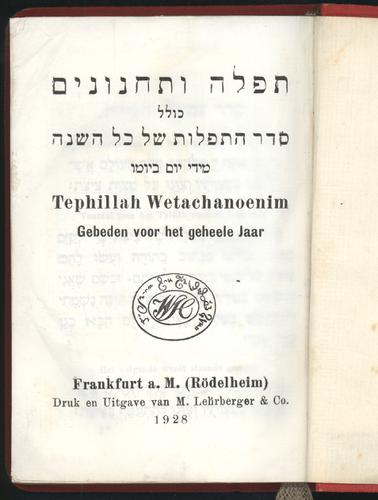 תפלה ותחנונים
כולל
סדר התפלות של כל השנה
מידי יום ביומו
Tephillah Wetachanoenim
Gebeden voor het geheele Jaar
Frankfurt a. M. (Rödelheim)
Druk en Uitgave van M. Lehrberger & Co.
1928